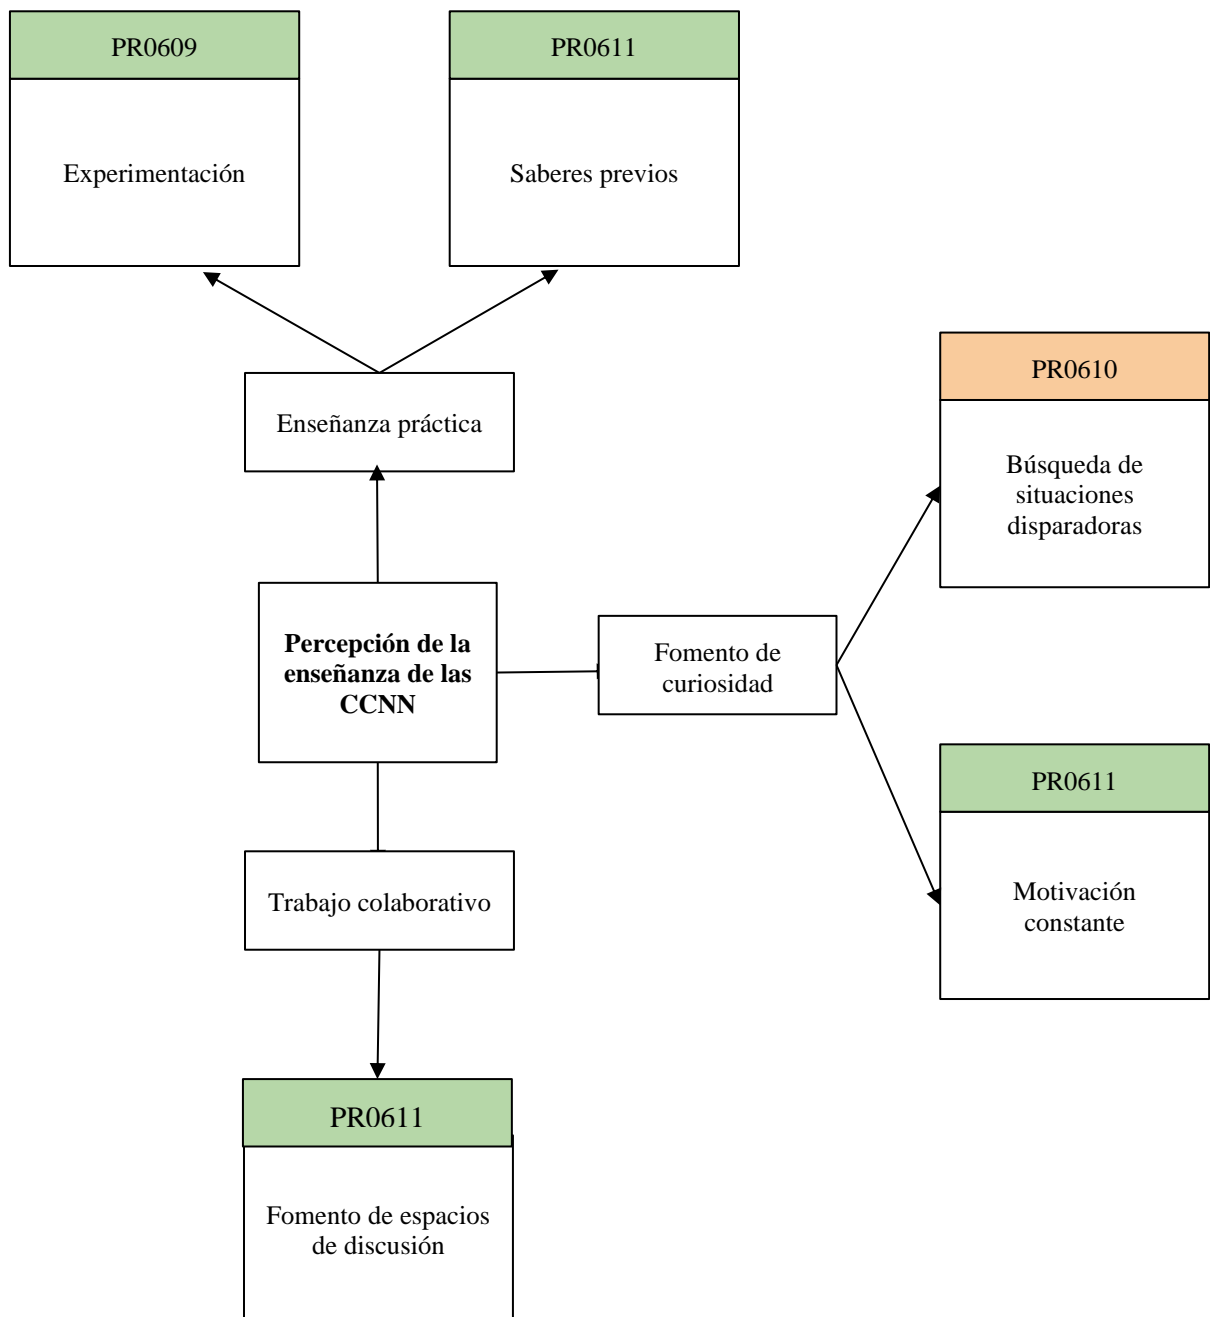 PR0609
PR0611
Experimentación
Saberes previos
Enseñanza práctica
PR0610
Búsqueda de
situaciones
disparadoras
Percepción de la
enseñanza de las
CCNN
Fomento de
curiosidad
PR0611
Motivación
constante
Trabajo colaborativo
PR0611
Fomento de espacios
de discusión